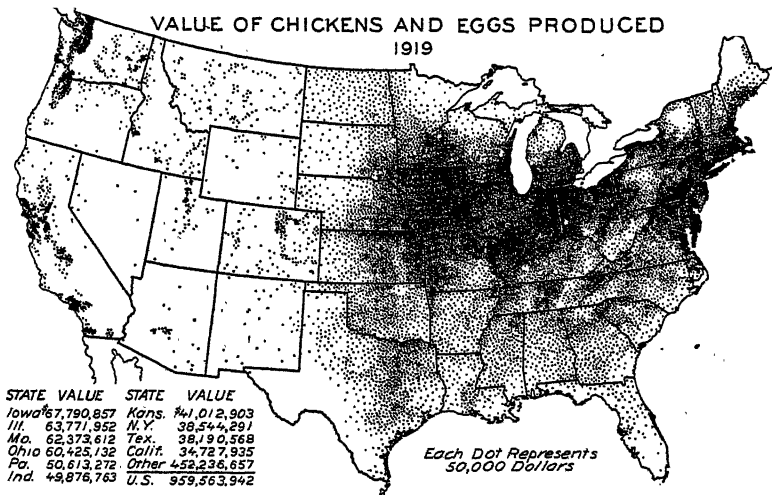 VALUE OF CHICKENS AND EGGS PRODUCED
1919
STATE VALUE STATE VALUE
Iowa $67,790,857 Kans. $41,012,903
Ill. 63,771,952 N.Y. 38,544,291
Mo. 62,373,612 Tex. 38,190,568
Ohio 60,425,132 Calif. 34,727,935
Pa. 50,613,272 Other 452,236,657
Ind. 49,876,763 U.S. 959,563,942
Each Dot Represents
50,000 Dollars